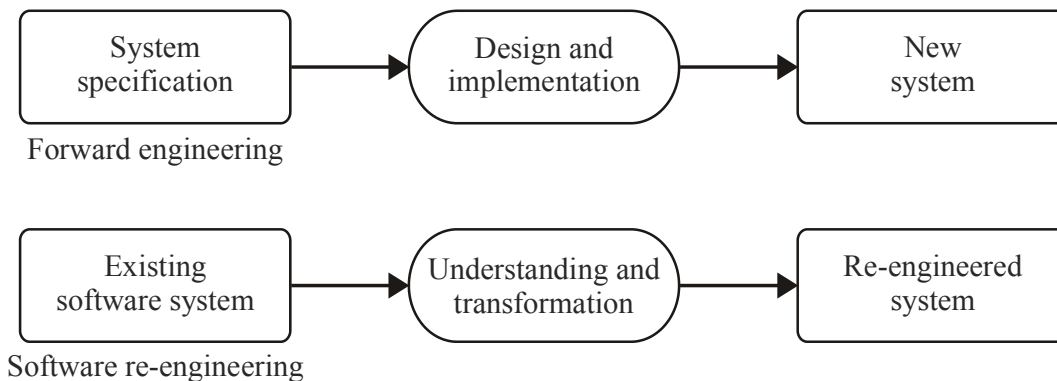 System
specification
Design and
implementation
New
system
Forward engineering
Existing
software system
Understanding and
transformation
Re-engineered
system
Software re-engineering